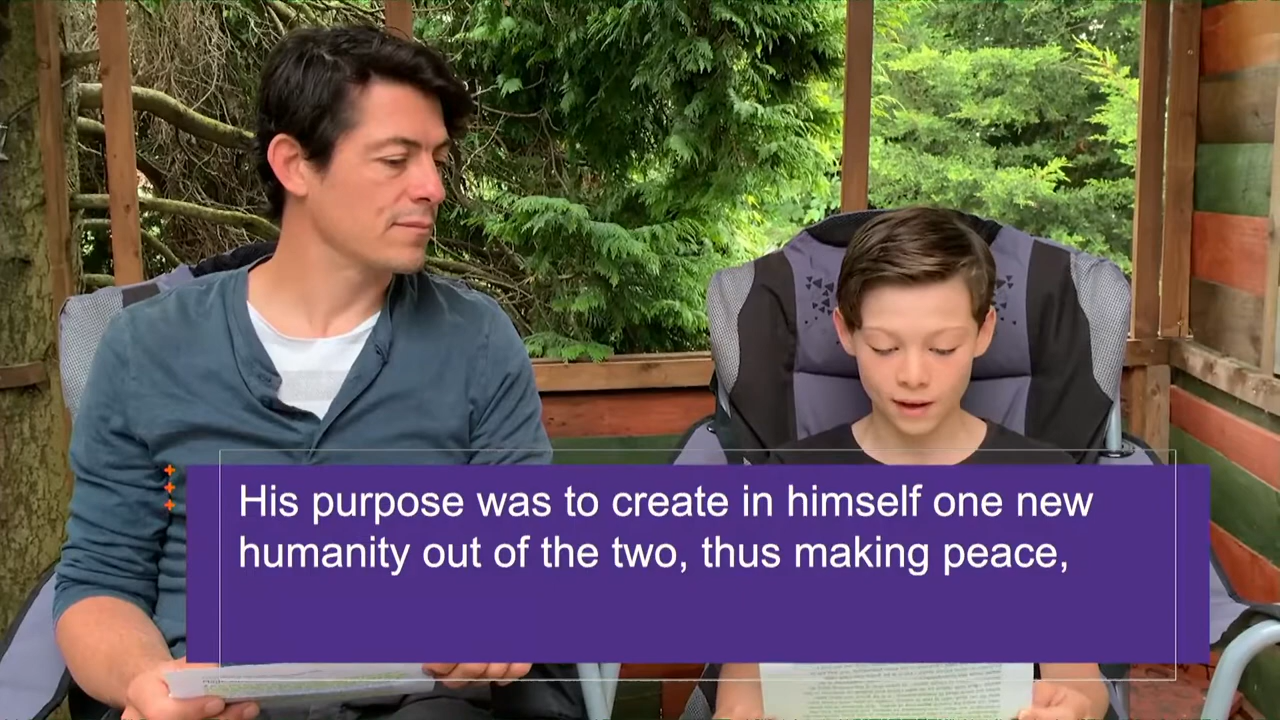 His purpose was to create in himself one new
humanity out of the two, thus making peace,